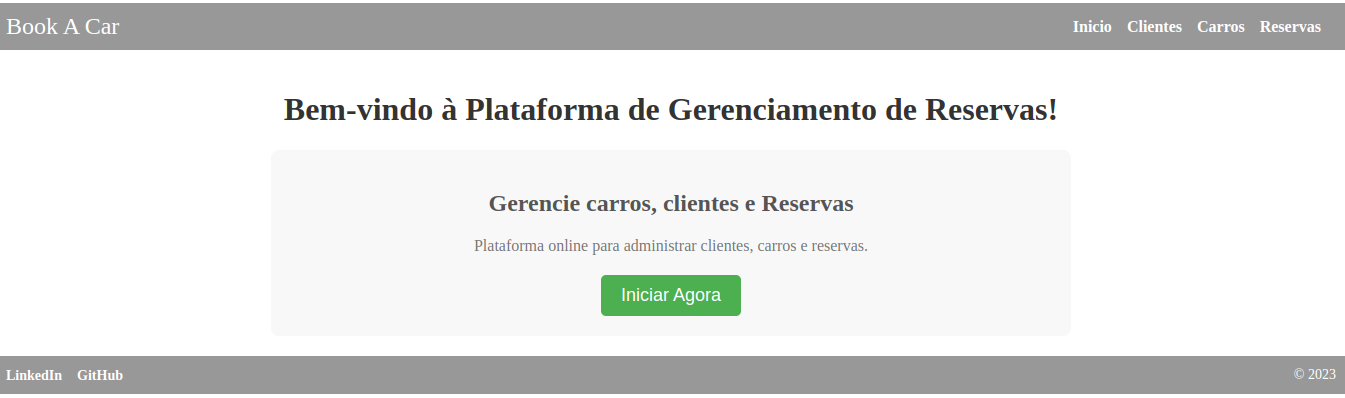 Book A Car
Inicio Clientes Carros Reservas
Bem-vindo à Plataforma de Gerenciamento de Reservas!
Gerencie carros, clientes e Reservas
Plataforma online para administrar clientes, carros e reservas.
Iniciar Agora
LinkedIn GitHub
© 2023